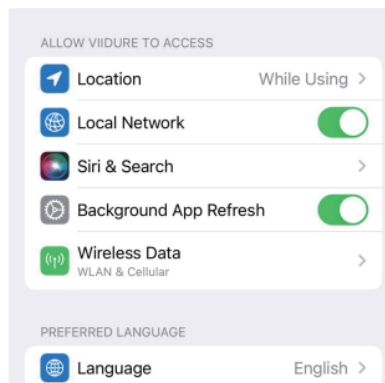 ALLOW VIIDURE TO ACCESS
Location While Using
Local Network
Siri & Search
Background App Refresh
Wireless Data
WLAN & Cellular
PREFERRED LANGUAGE
Language English